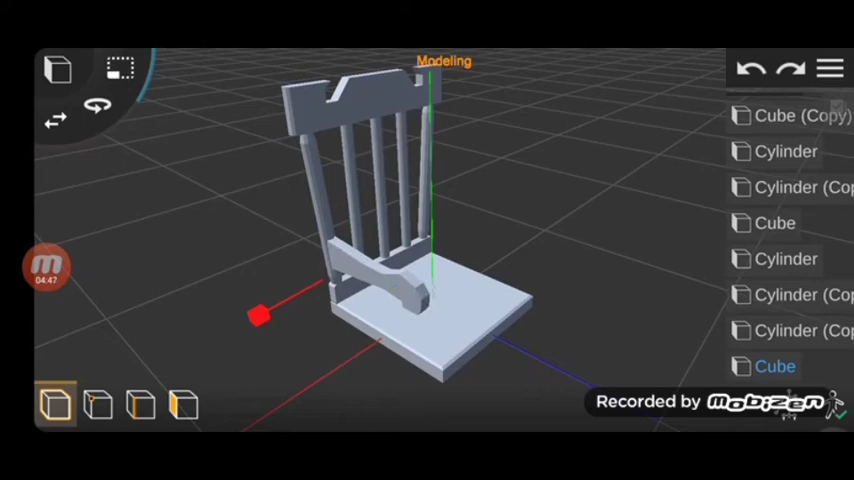 Modeling
Cube (Copy)
Cylinder
Cylinder (Cop
Cube
Cylinder
Cylinder (Cop
Cylinder (Cop
Cube
04:47
Recorded by mobizen